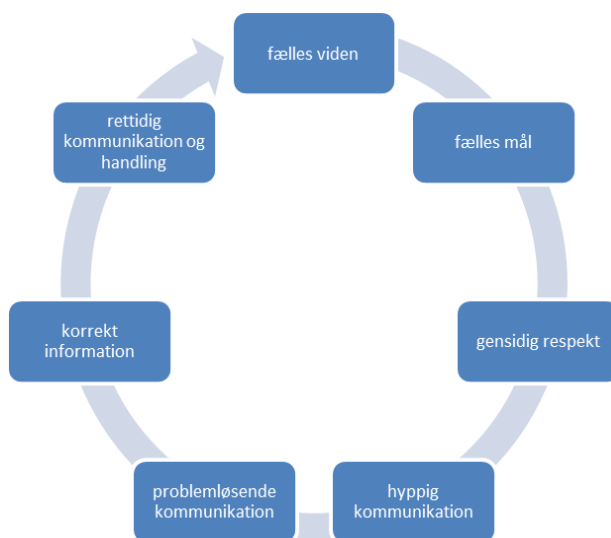 fælles viden
fælles mål
gensidig respekt
hyppig
kommunikation
problemløsende
kommunikation
korrekt
information
rettidig
kommunikation og
handling